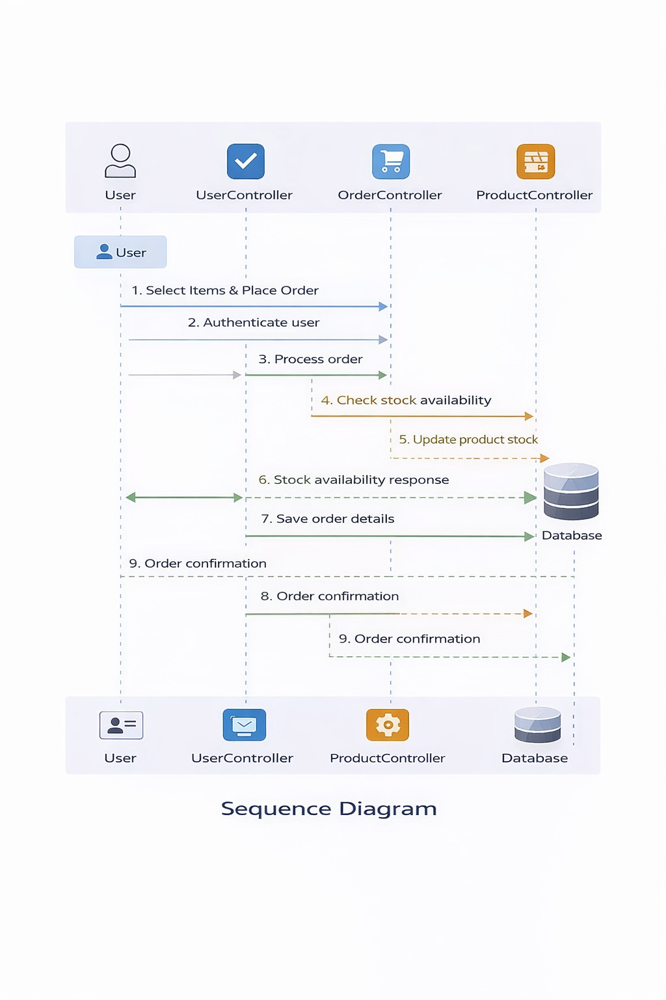 User
UserController
OrderController
ProductController
User
1. Select Items & Place Order
2. Authenticate user
3. Process order
4. Check stock availability
5. Update product stock
6. Stock availability response
7. Save order details
Database
9. Order confirmation
8. Order confirmation
9. Order confirmation
User
UserController
ProductController
Database
Sequence Diagram